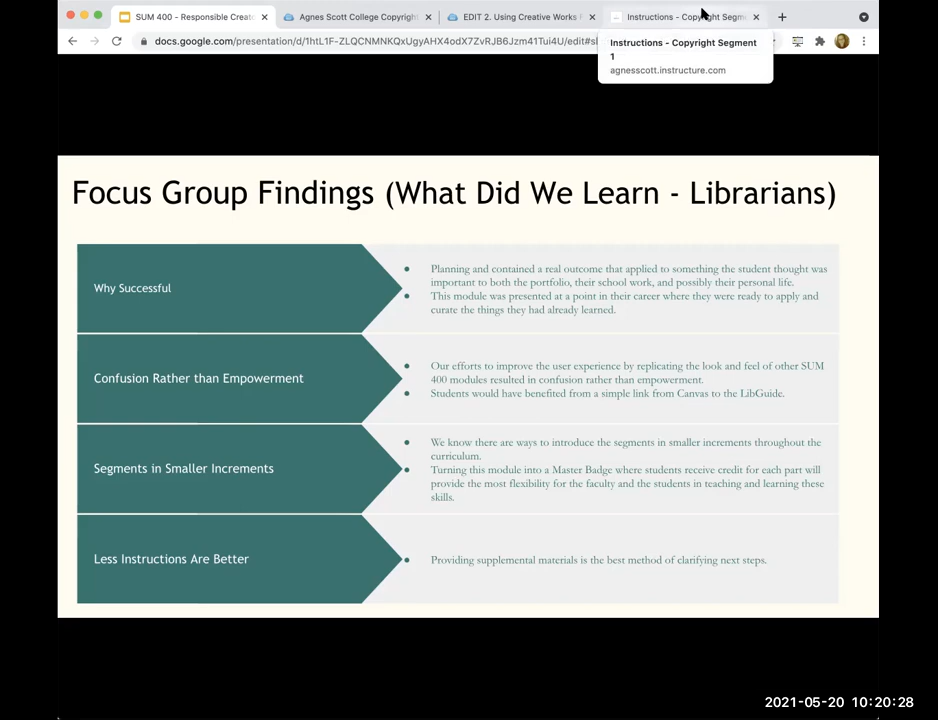 SUM 400 - Responsible Creato
Agnes Scott College Copyright
EDIT 2. Using Creative Works F
Instructions - Copyright Segm
docs.google.com/presentation/d/1htL1F-ZLQCNMNKQxUgyAHX4odX7ZvRJB6Jzm41Tui4U/edit#sl
Instructions - Copyright Segment
1
agnesscott.instructure.com
Focus Group Findings (What Did We Learn - Librarians)
Why Successful
● Planning and contained a real outcome that applied to something the student thought was
important to both the portfolio, their school work, and possibly their personal life.
● This module was presented at a point in their career where they were ready to apply and
curate the things they had already learned.
Confusion Rather than Empowerment
● Our efforts to improve the user experience by replicating the look and feel of other SUM
400 modules resulted in confusion rather than empowerment.
● Students would have benefited from a simple link from Canvas to the LibGuide.
Segments in Smaller Increments
● We know there are ways to introduce the segments in smaller increments throughout the
curriculum.
● Turning this module into a Master Badge where students receive credit for each part will
provide the most flexibility for the faculty and the students in teaching and learning these
skills.
Less Instructions Are Better
● Providing supplemental materials is the best method of clarifying next steps.
2021-05-20 10:20:28